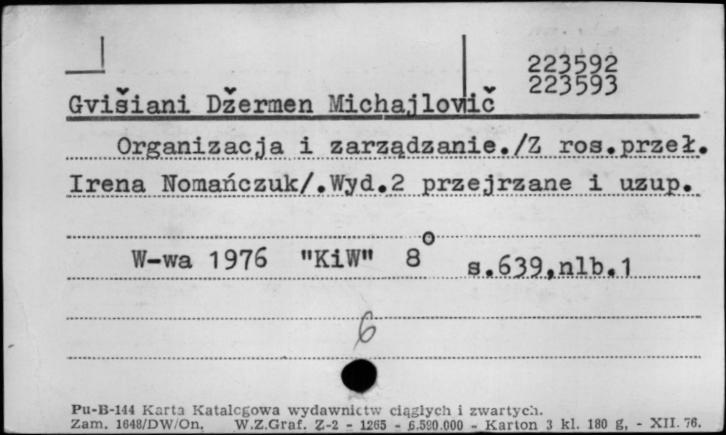 223592
223593
Gvišiani Džermen Michajlovič
Organizacja i zarządzanie./Z ros.przeł.
Irena Nomańczuk/.Wyd.2 przejrzane i uzup.
W-wa 1976 "KiW" 8° s.639,nlb.1
6
Pu-B-144 Karta Katalogowa wydawnictw ciągłych i zwartych.
Zam. 1648/DW/On. W.Z.Graf. Z-2 - 1265 - 6.590.000 - Karton 3 kl. 180 g, - XII. 76.